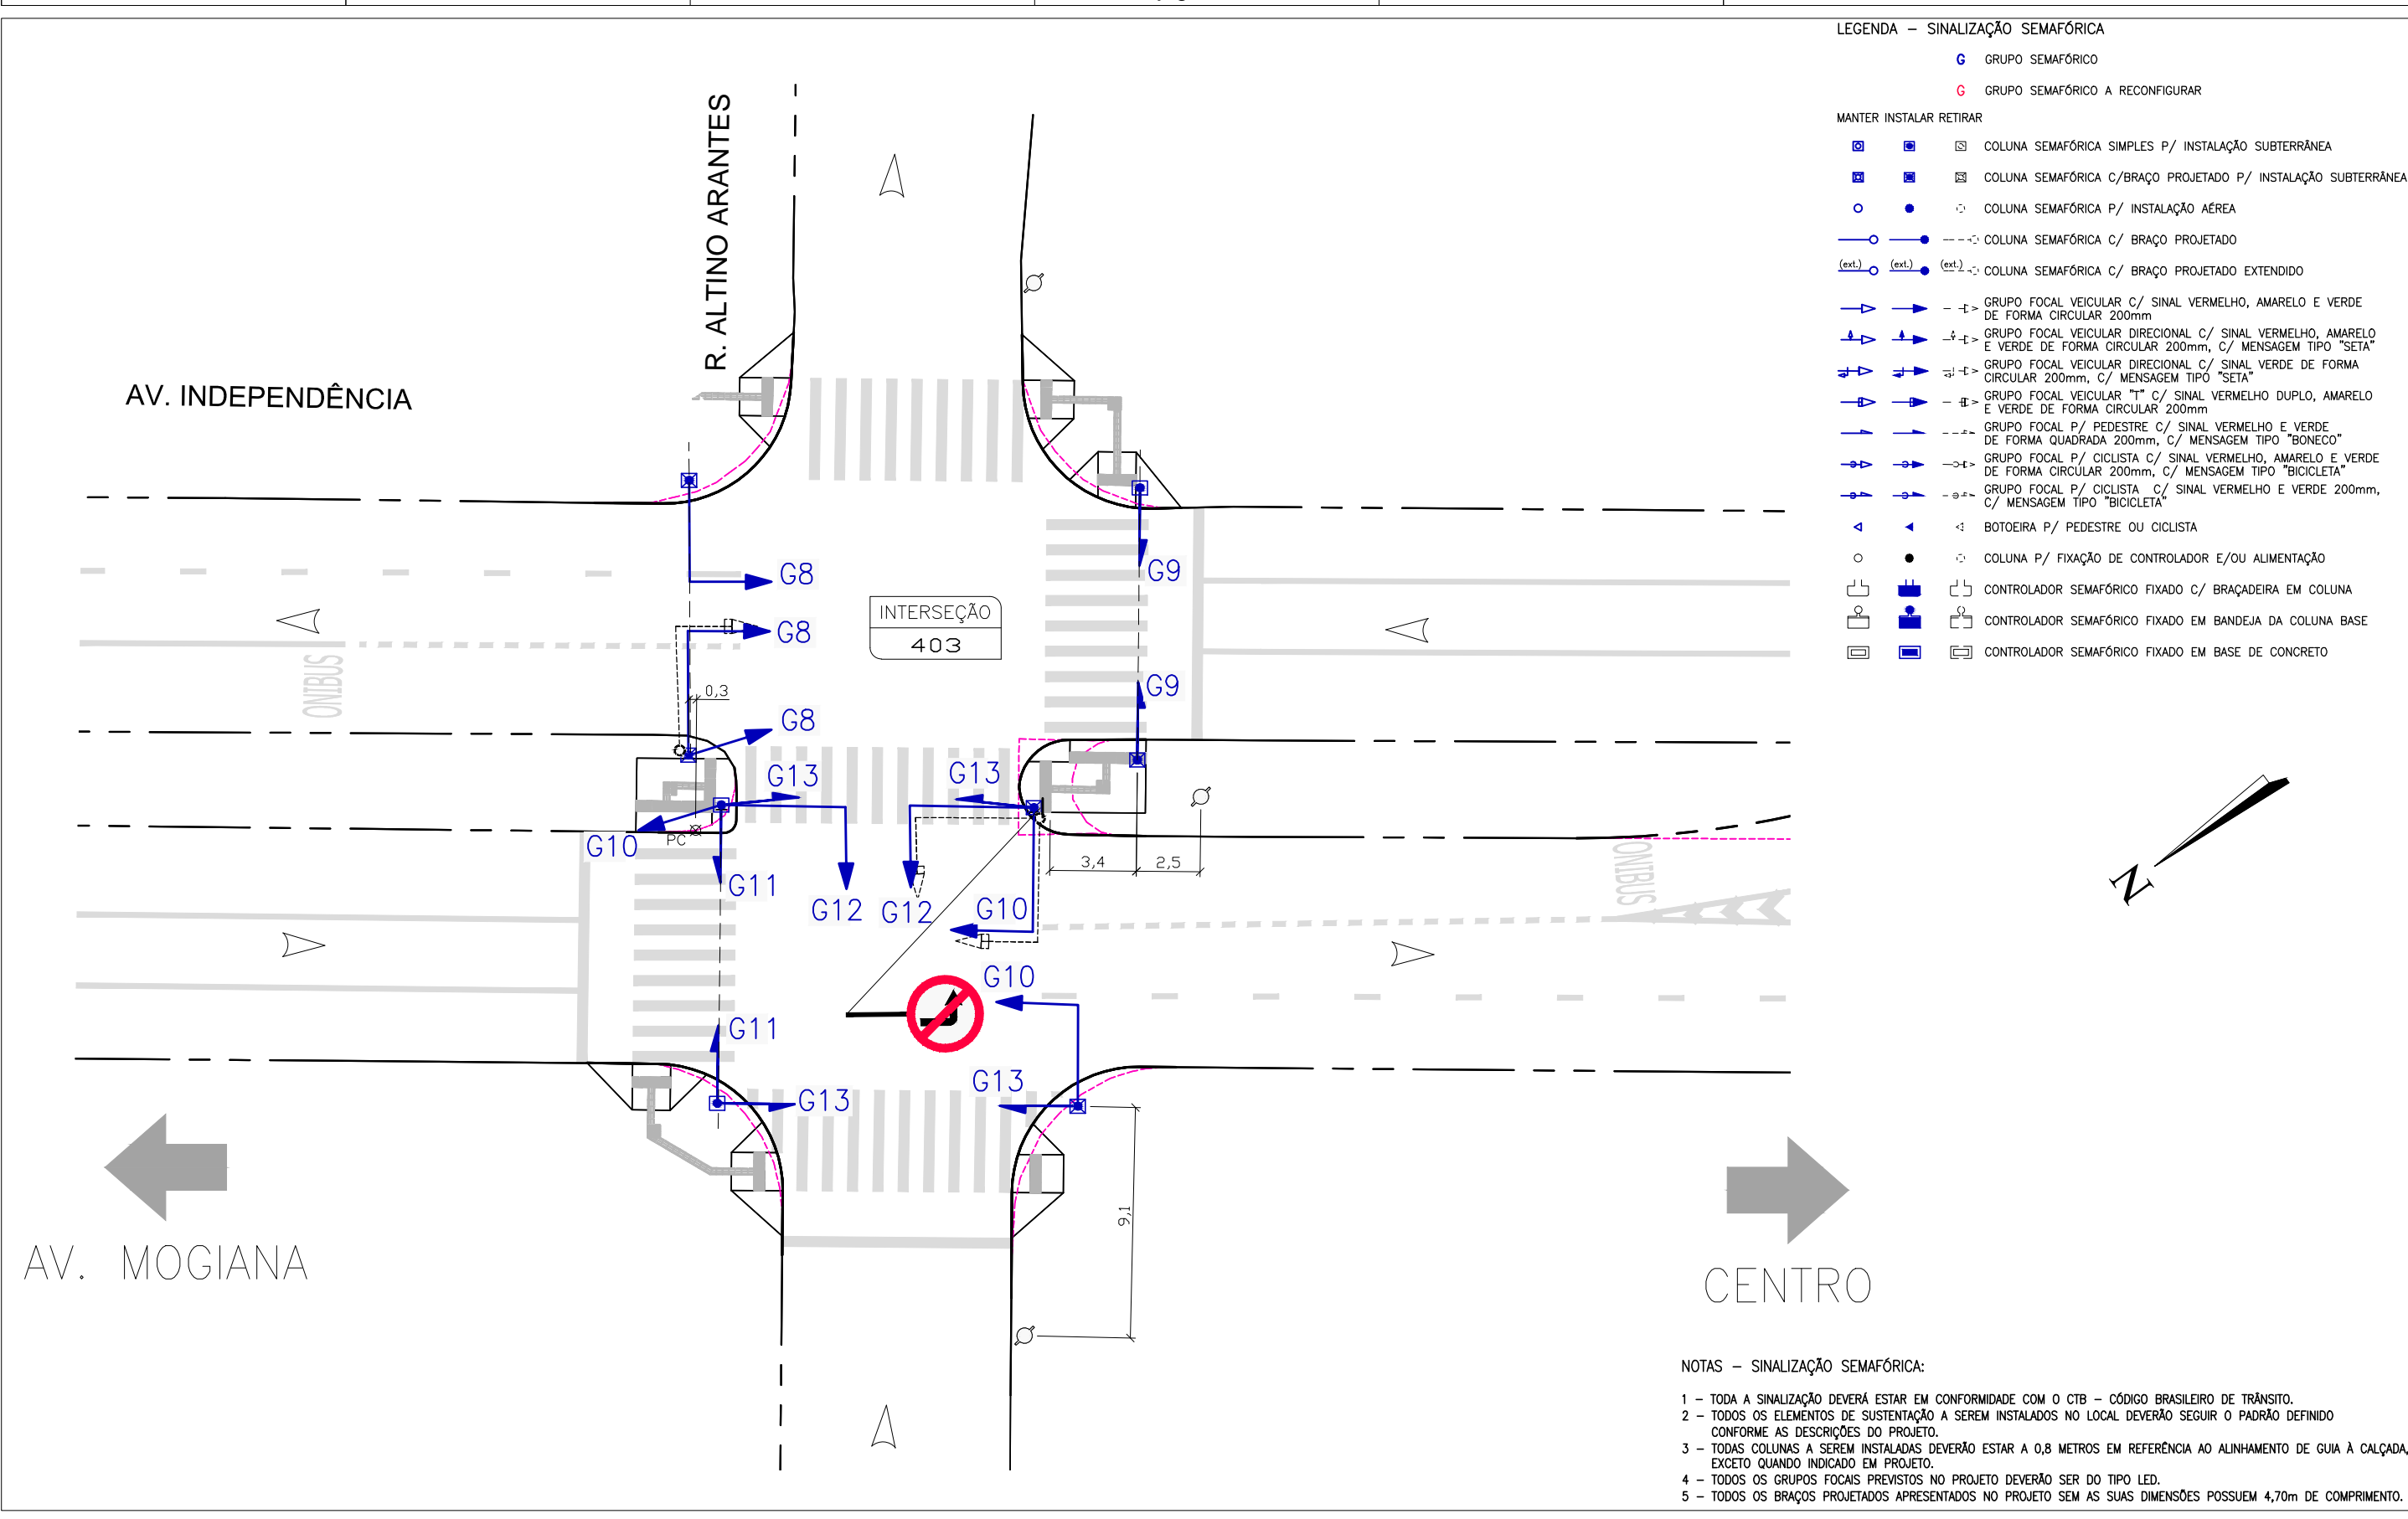 LEGENDA – SINALIZAÇÃO SEMAFÓRICA
G GRUPO SEMAFÓRICO
G GRUPO SEMAFÓRICO A RECONFIGURAR
MANTER INSTALAR RETIRAR
COLUNA SEMAFÓRICA SIMPLES P/ INSTALAÇÃO SUBTERRÂNEA
COLUNA SEMAFÓRICA C/BRAÇO PROJETADO P/ INSTALAÇÃO SUBTERRÂNEA
COLUNA SEMAFÓRICA P/ INSTALAÇÃO AÉREA
COLUNA SEMAFÓRICA C/ BRAÇO PROJETADO
(ext.) (ext.) (ext.) COLUNA SEMAFÓRICA C/ BRAÇO PROJETADO EXTENDIDO
GRUPO FOCAL VEICULAR C/ SINAL VERMELHO, AMARELO E VERDE
DE FORMA CIRCULAR 200mm
GRUPO FOCAL VEICULAR DIRECIONAL C/ SINAL VERMELHO, AMARELO
E VERDE DE FORMA CIRCULAR 200mm, C/ MENSAGEM TIPO "SETA"
GRUPO FOCAL VEICULAR DIRECIONAL C/ SINAL VERDE DE FORMA
CIRCULAR 200mm, C/ MENSAGEM TIPO "SETA"
GRUPO FOCAL VEICULAR "T" C/ SINAL VERMELHO DUPLO, AMARELO
E VERDE DE FORMA CIRCULAR 200mm
GRUPO FOCAL P/ PEDESTRE C/ SINAL VERMELHO E VERDE
DE FORMA QUADRADA 200mm, C/ MENSAGEM TIPO "BONECO"
GRUPO FOCAL P/ CICLISTA C/ SINAL VERMELHO, AMARELO E VERDE
DE FORMA CIRCULAR 200mm, C/ MENSAGEM TIPO "BICICLETA"
GRUPO FOCAL P/ CICLISTA C/ SINAL VERMELHO E VERDE 200mm,
C/ MENSAGEM TIPO "BICICLETA"
BOTOEIRA P/ PEDESTRE OU CICLISTA
COLUNA P/ FIXAÇÃO DE CONTROLADOR E/OU ALIMENTAÇÃO
CONTROLADOR SEMAFÓRICO FIXADO C/ BRAÇADEIRA EM COLUNA
CONTROLADOR SEMAFÓRICO FIXADO EM BANDEJA DA COLUNA BASE
CONTROLADOR SEMAFÓRICO FIXADO EM BASE DE CONCRETO
R. ALTINO ARANTES
AV. INDEPENDÊNCIA
G8
G9
INTERSEÇÃO
403
G8
ONIBUS
0,3
G9
G8
G13
G13
G10
PC
G11
G12
G12
G10
3,4
2,5
ONIBUS
N
G10
G11
G13
G13
9,1
AV. MOGIANA
CENTRO
NOTAS – SINALIZAÇÃO SEMAFÓRICA:
1 – TODA A SINALIZAÇÃO DEVERÁ ESTAR EM CONFORMIDADE COM O CTB – CÓDIGO BRASILEIRO DE TRÂNSITO.
2 – TODOS OS ELEMENTOS DE SUSTENTAÇÃO A SEREM INSTALADOS NO LOCAL DEVERÃO SEGUIR O PADRÃO DEFINIDO
CONFORME AS DESCRIÇÕES DO PROJETO.
3 – TODAS COLUNAS A SEREM INSTALADAS DEVERÃO ESTAR A 0,8 METROS EM REFERÊNCIA AO ALINHAMENTO DE GUIA À CALÇADA,
EXCETO QUANDO INDICADO EM PROJETO.
4 – TODOS OS GRUPOS FOCAIS PREVISTOS NO PROJETO DEVERÃO SER DO TIPO LED.
5 – TODOS OS BRAÇOS PROJETADOS APRESENTADOS NO PROJETO SEM AS SUAS DIMENSÕES POSSUEM 4,70m DE COMPRIMENTO.